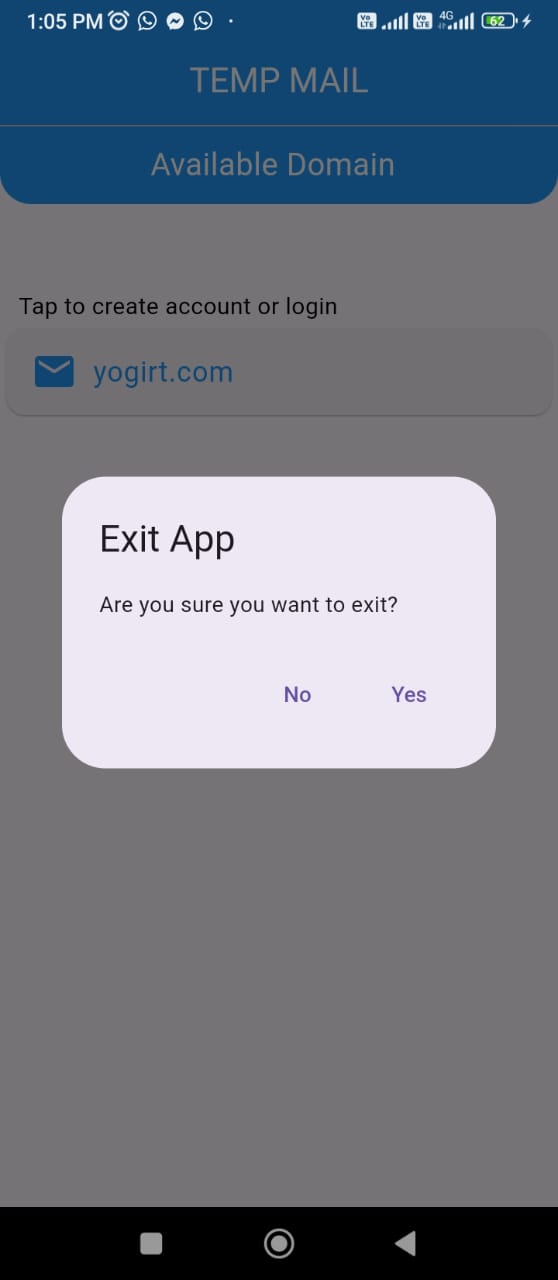 1:05 PM
Vo LTE Vo LTE 4G 62
TEMP MAIL
Available Domain
Tap to create account or login
yogirt.com
Exit App
Are you sure you want to exit?
No Yes